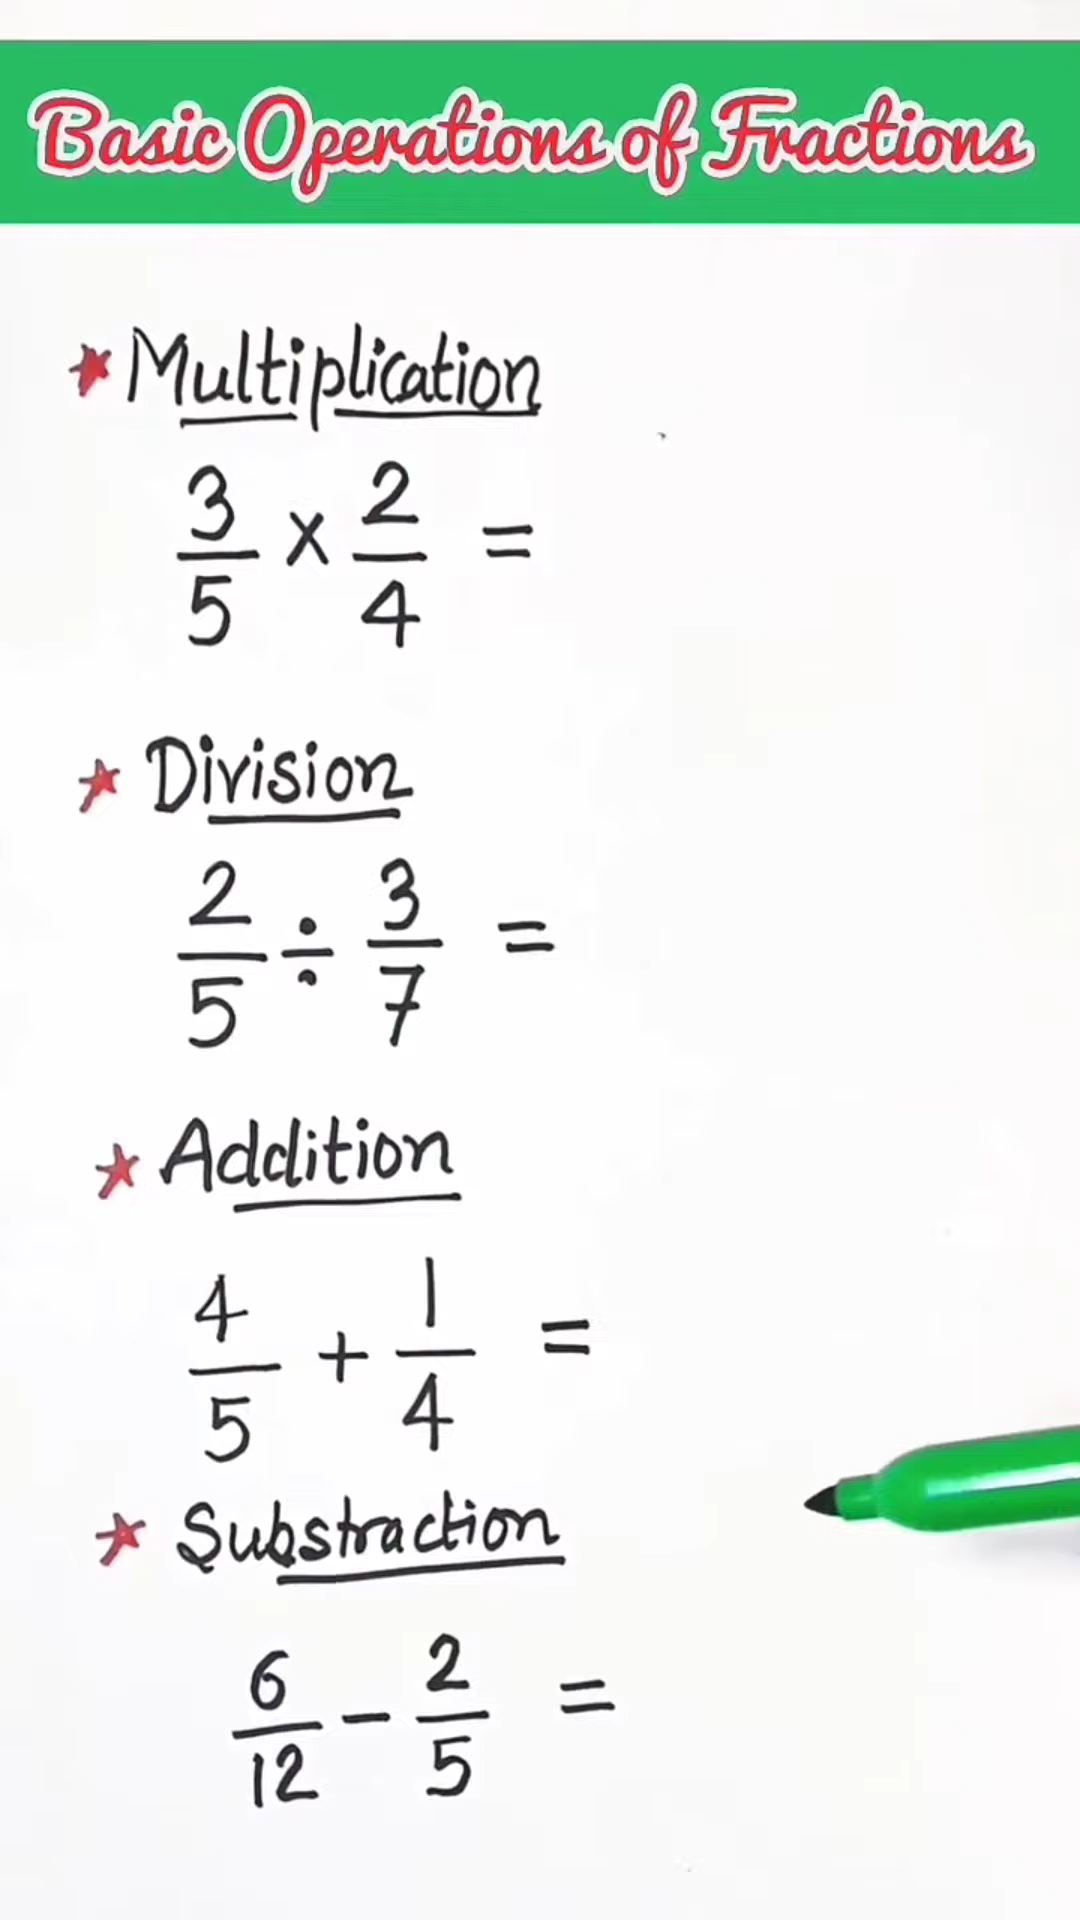 Basic Operations of Fractions
★ Multiplication
3/5 × 2/4 =
★ Division
2/5 ÷ 3/7 =
★ Addition
4/5 + 1/4 =
★ Substraction
6/12 − 2/5 =